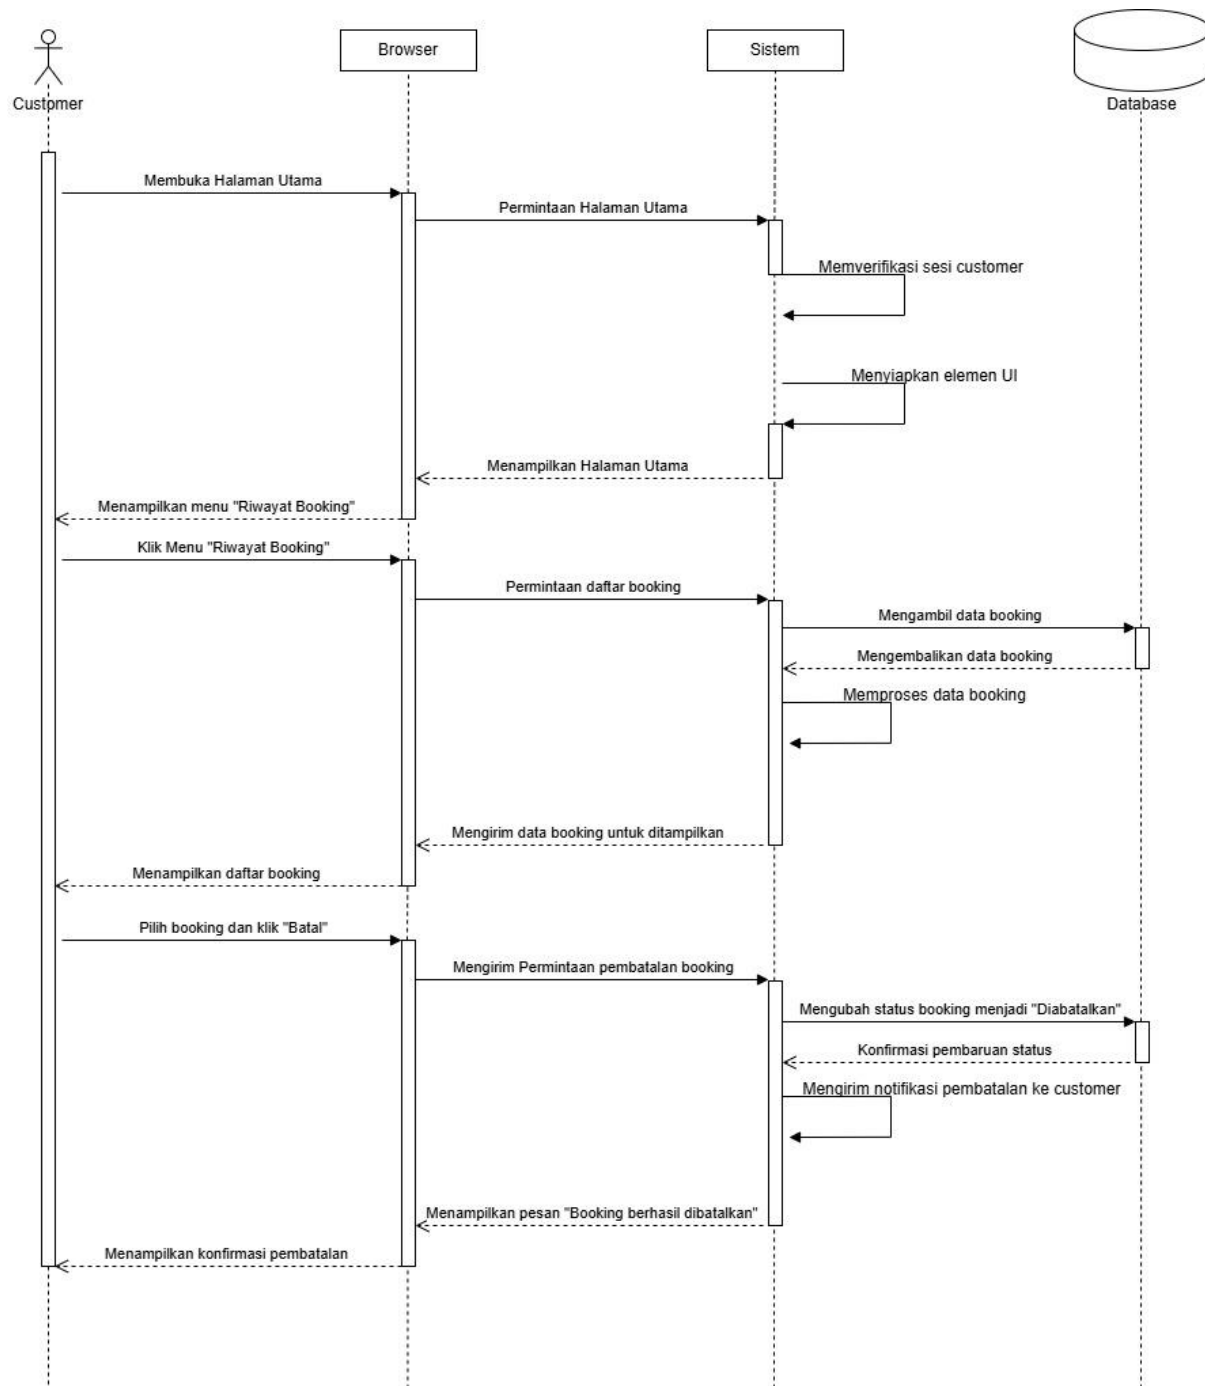 Browser
Sistem
Customer
Database
Membuka Halaman Utama
Permintaan Halaman Utama
Memverifikasi sesi customer
Menyiapkan elemen UI
Menampilkan Halaman Utama
Menampilkan menu "Riwayat Booking"
Klik Menu "Riwayat Booking"
Permintaan daftar booking
Mengambil data booking
Mengembalikan data booking
Memproses data booking
Mengirim data booking untuk ditampilkan
Menampilkan daftar booking
Pilih booking dan klik "Batal"
Mengirim Permintaan pembatalan booking
Mengubah status booking menjadi "Diabatalkan"
Konfirmasi pembaruan status
Mengirim notifikasi pembatalan ke customer
Menampilkan pesan "Booking berhasil dibatalkan"
Menampilkan konfirmasi pembatalan